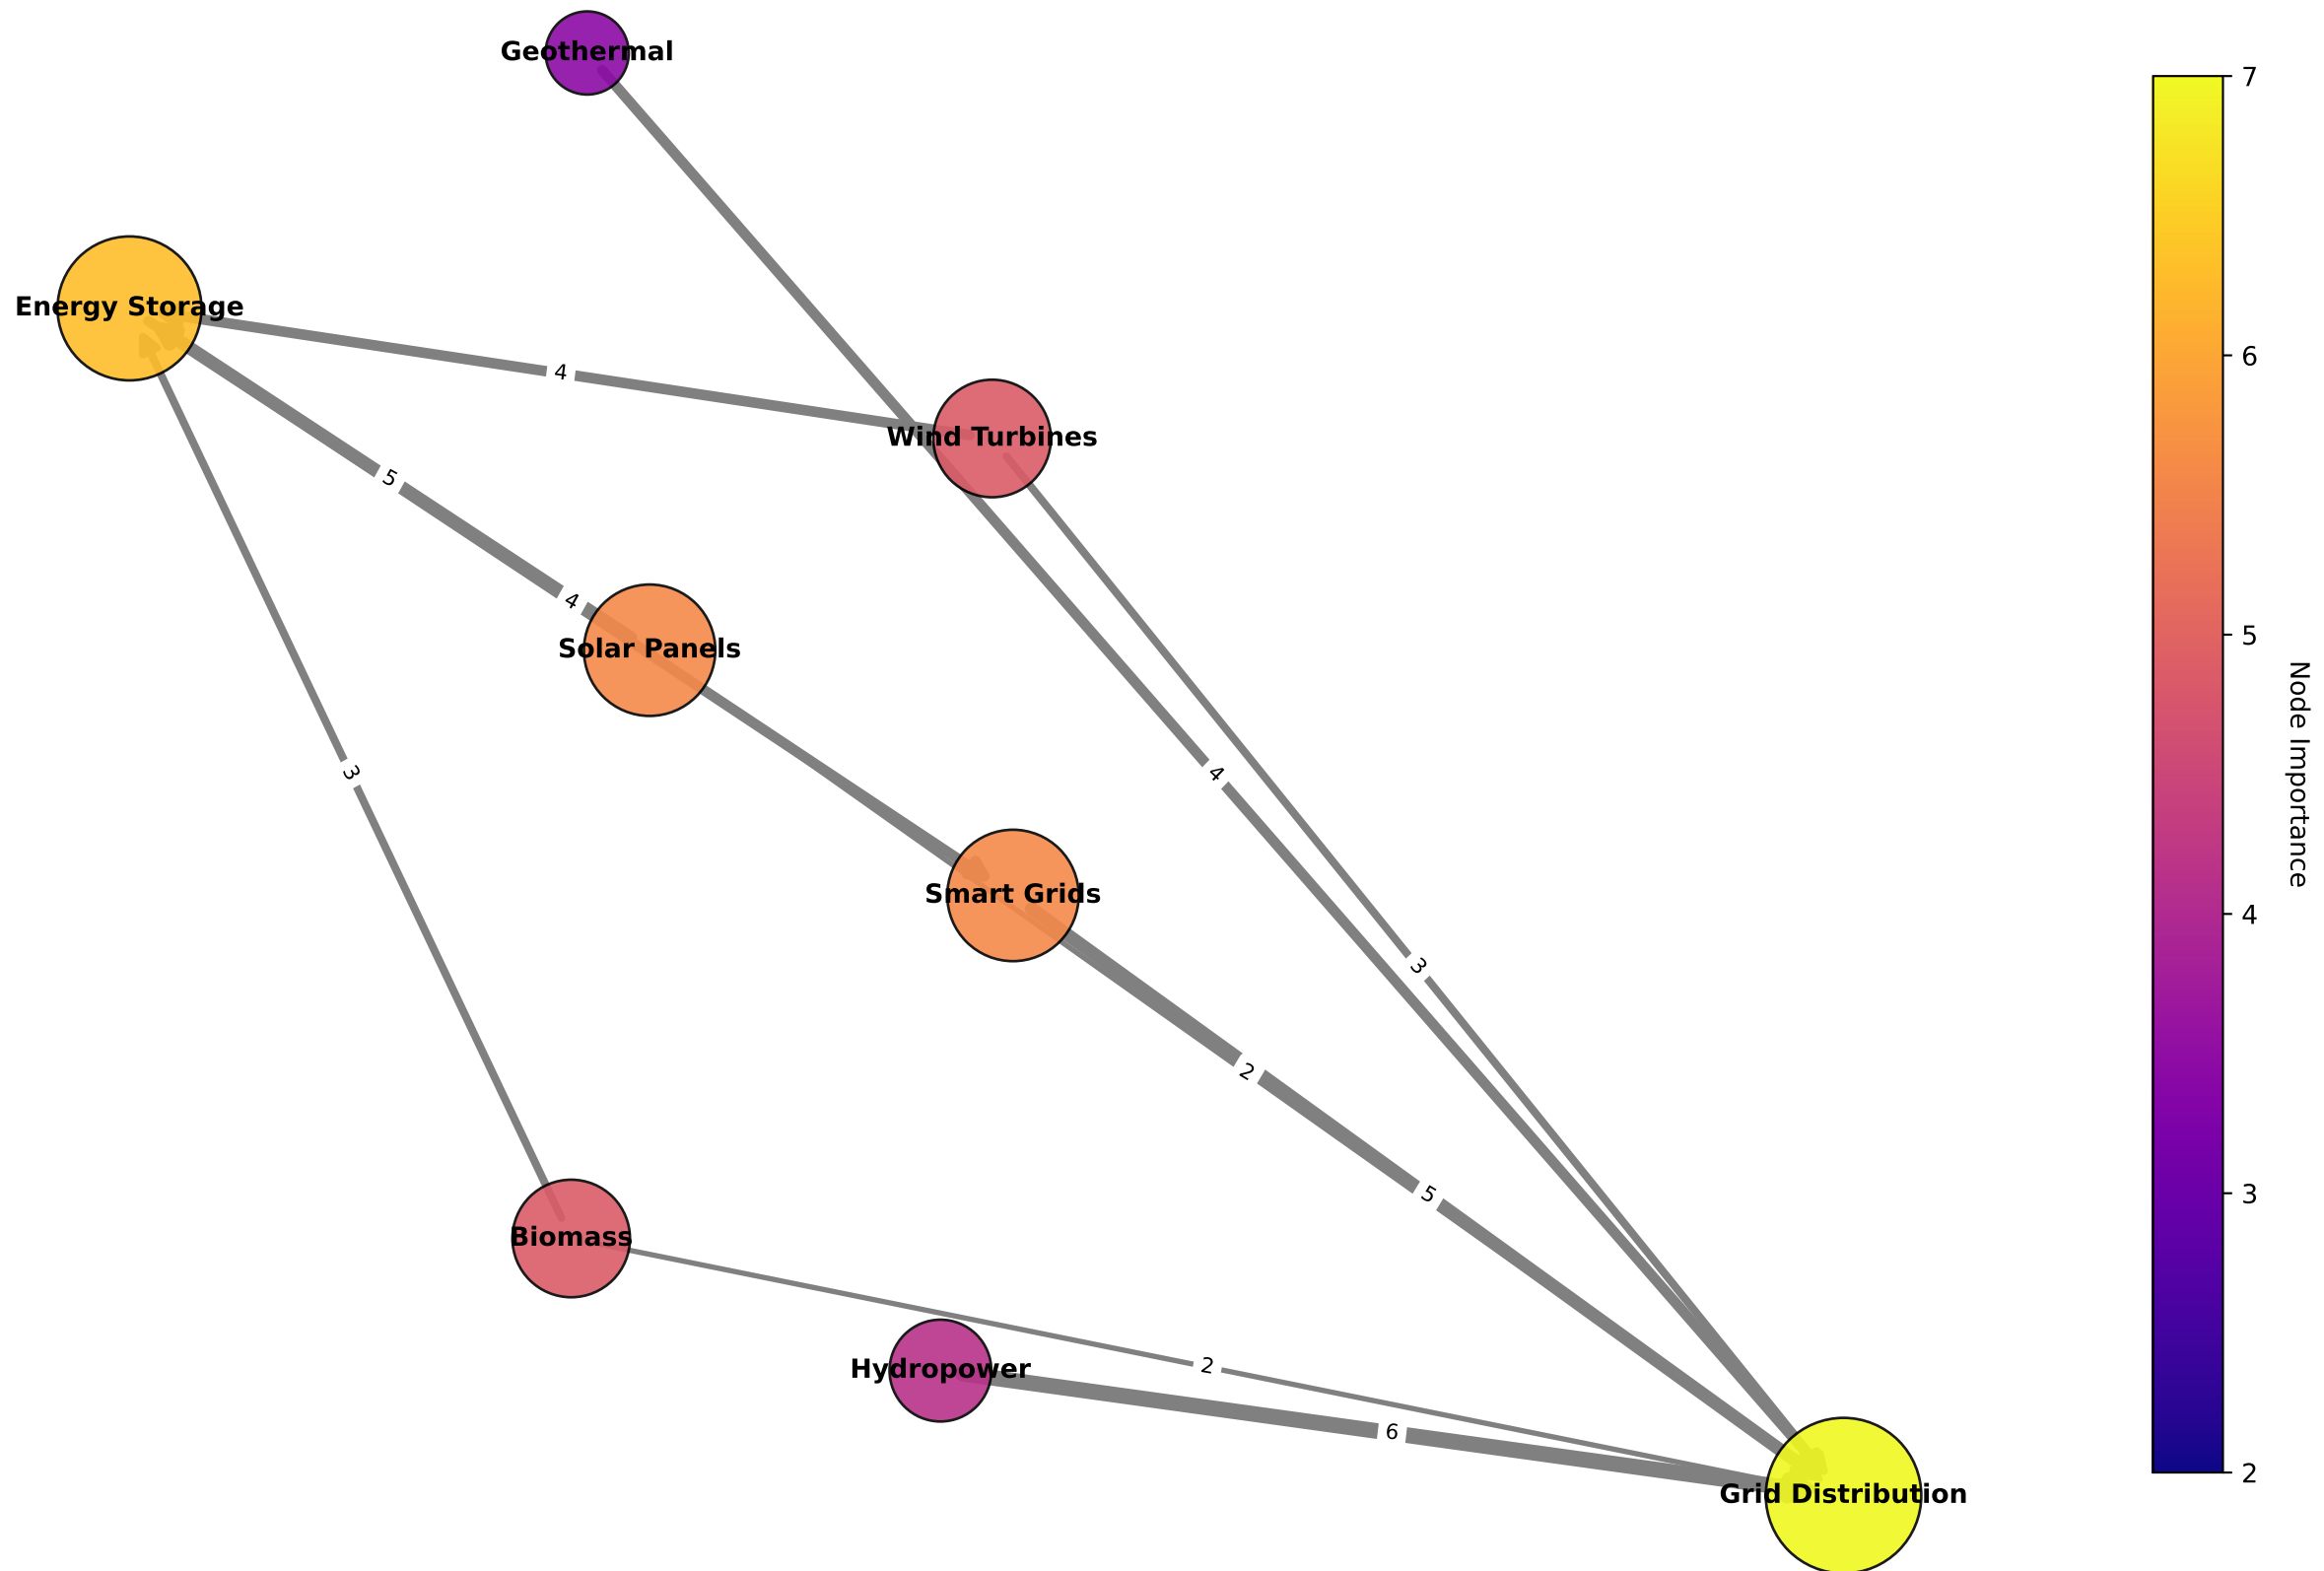 Geothermal
7
Energy Storage
6
4
Wind Turbines
5
4
Solar Panels
5
Node Importance
3
4
Smart Grids
4
3
2
5
3
Biomass
2
Hydropower
6
Grid Distribution
2